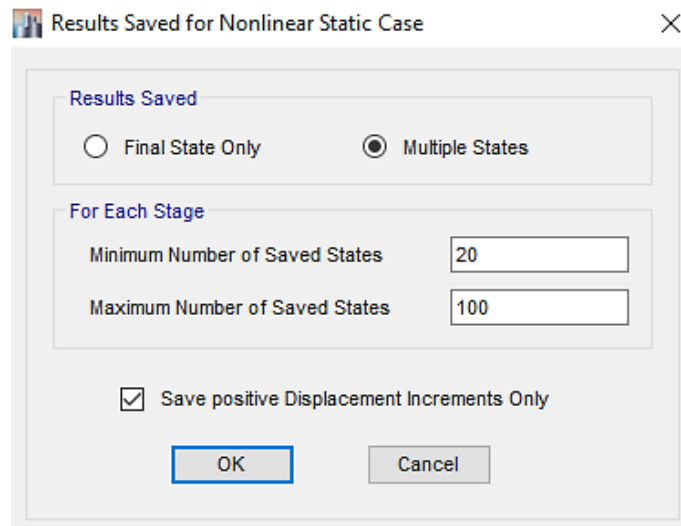 Results Saved for Nonlinear Static Case
Results Saved
Final State Only
Multiple States
For Each Stage
Minimum Number of Saved States
20
Maximum Number of Saved States
100
Save positive Displacement Increments Only
OK
Cancel